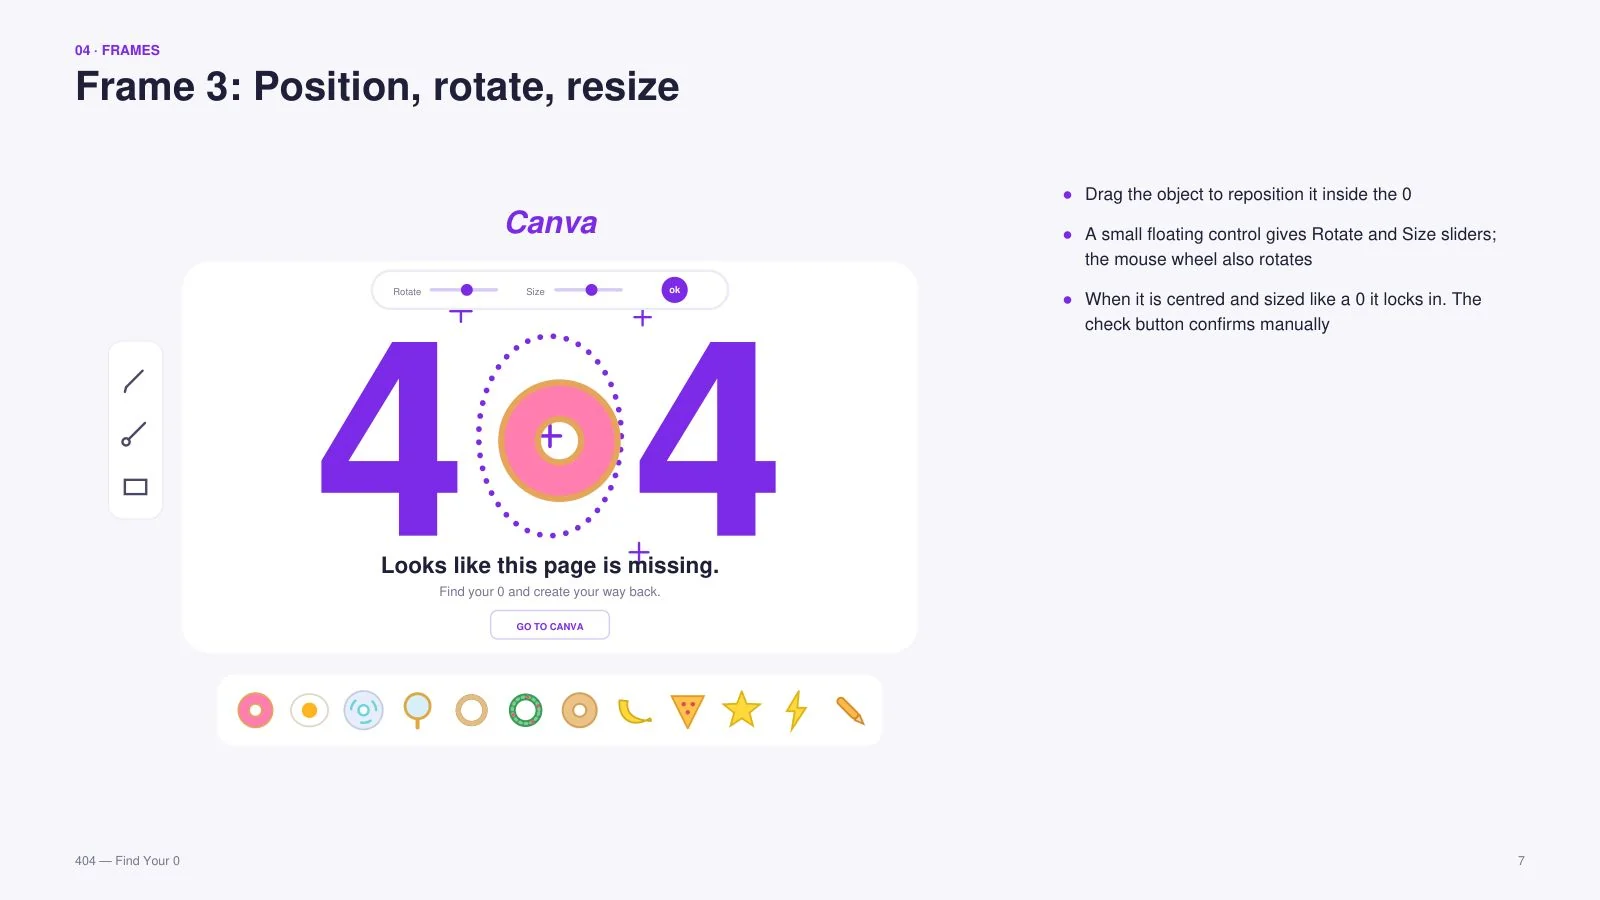 04 · FRAMES
Frame 3: Position, rotate, resize
Canva
Rotate
Size
ok
4 4
Looks like this page is missing.
Find your 0 and create your way back.
GO TO CANVA
Drag the object to reposition it inside the 0
A small floating control gives Rotate and Size sliders;
the mouse wheel also rotates
When it is centred and sized like a 0 it locks in. The
check button confirms manually
404 — Find Your 0
7